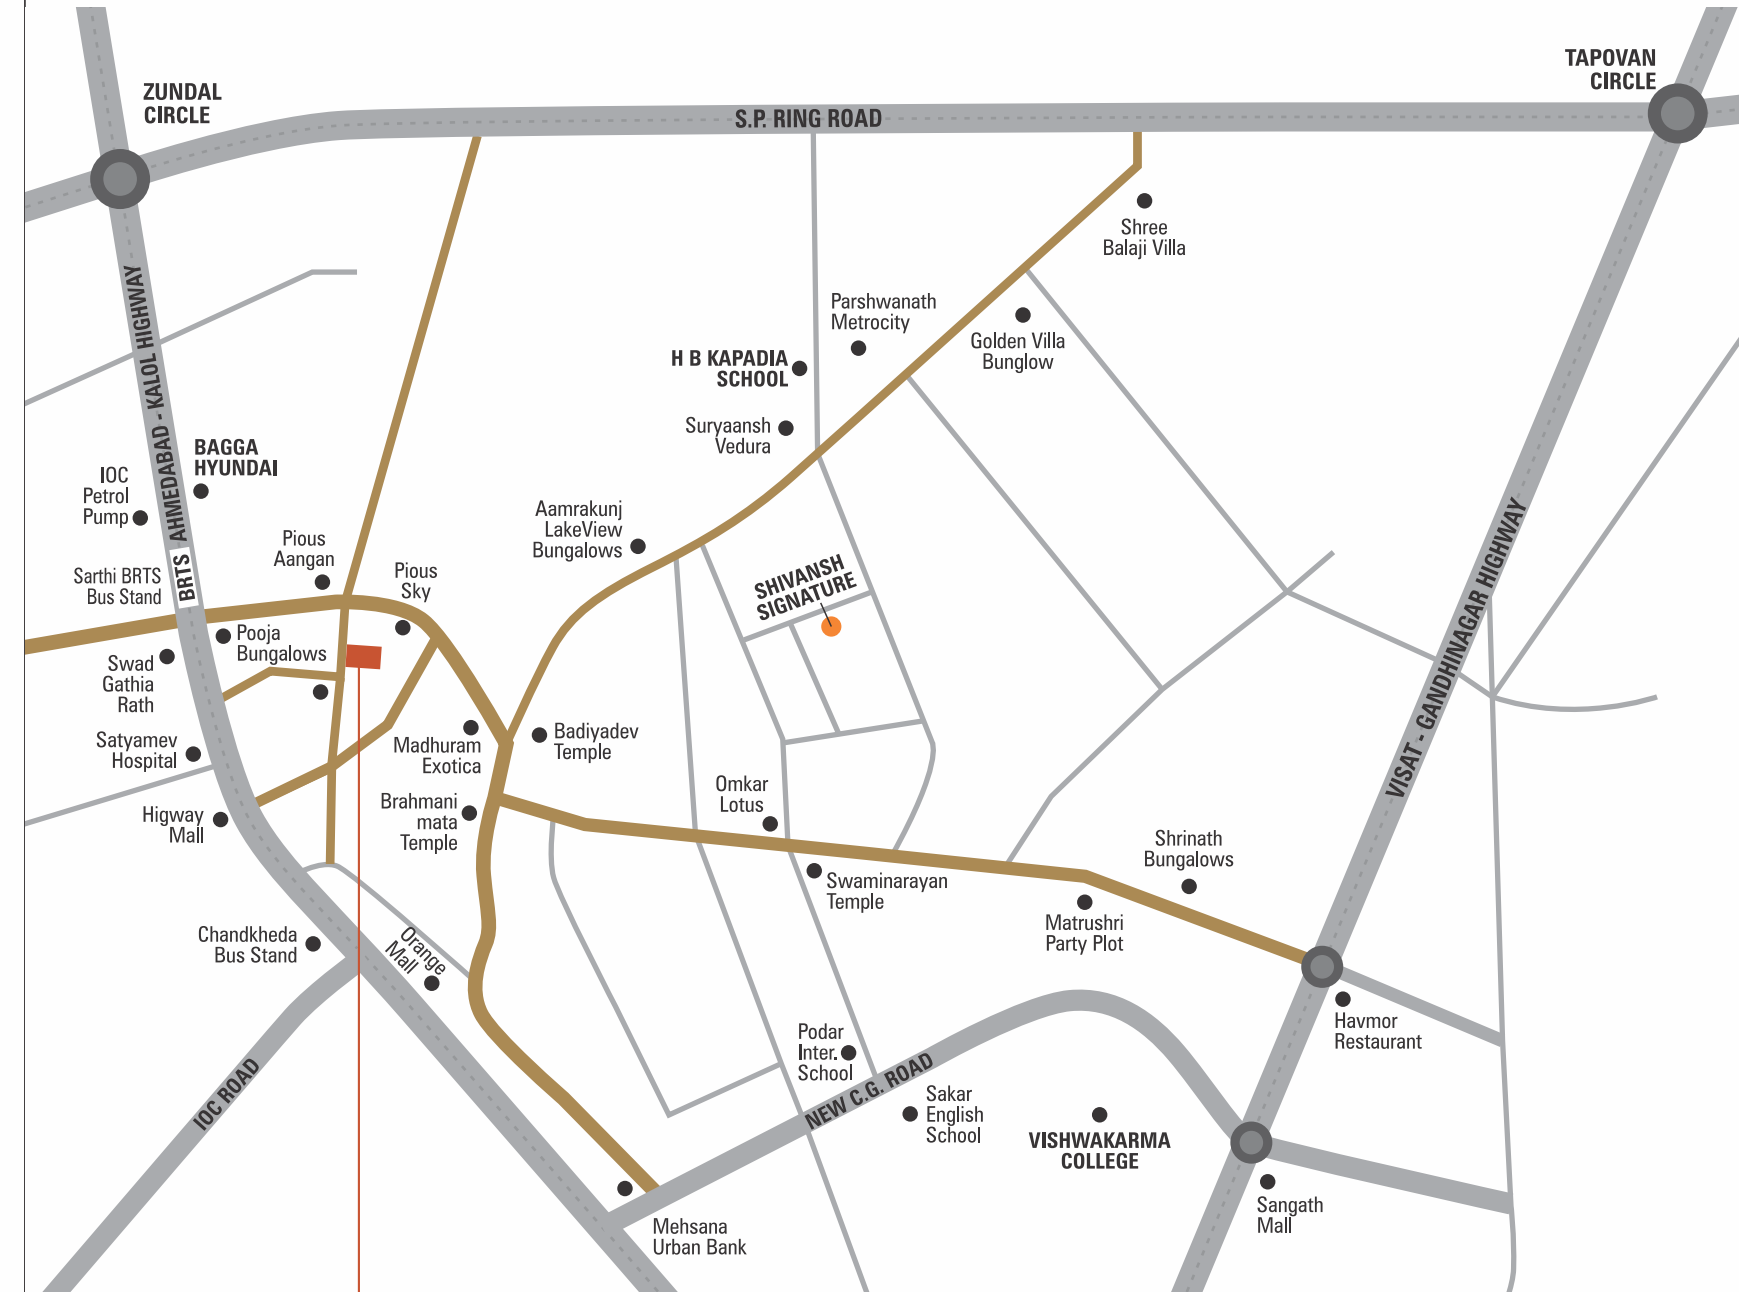 TAPOVAN
CIRCLE
ZUNDAL
CIRCLE
S.P. RING ROAD
Shree
Balaji Villa
AHMEDABAD - KALOL HIGHWAY
Parshwanath
Metrocity
Golden Villa
Bunglow
H B KAPADIA
SCHOOL
Suryaansh
Vedura
BAGGA
HYUNDAI
IOC
Petrol
Pump
Aamrakunj
LakeView
Bungalows
Pious
Aangan
Pious
Sky
BRTS
Sarthi BRTS
Bus Stand
SHIVANSH
SIGNATURE
VISAT - GANDHINAGAR HIGHWAY
Pooja
Bungalows
Swad
Gathia
Rath
Satyamev
Hospital
Madhuram
Exotica
Badiyadev
Temple
Higway
Mall
Brahmani
mata
Temple
Omkar
Lotus
Shrinath
Bungalows
Swaminarayan
Temple
Matrushri
Party Plot
Chandkheda
Bus Stand
Orange
Mall
Havmor
Restaurant
Podar
Inter.
School
IOC ROAD
NEW C.G. ROAD
Sakar
English
School
VISHWAKARMA
COLLEGE
Sangath
Mall
Mehsana
Urban Bank